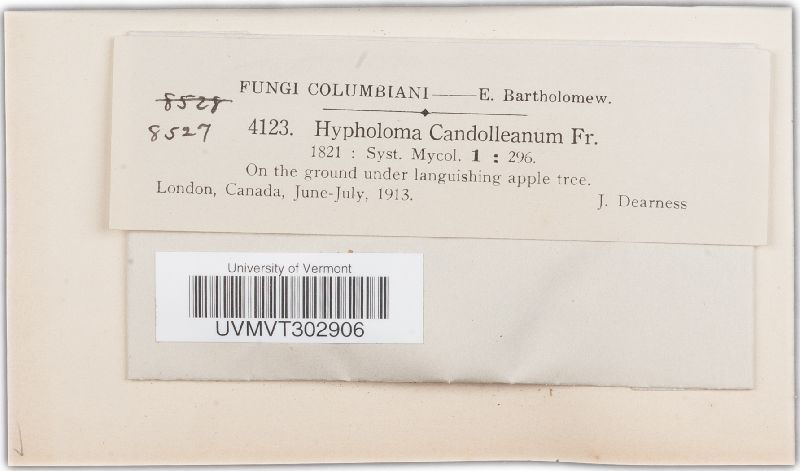 FUNGI COLUMBIANI——E. Bartholomew.
8528
8527 4123. Hypholoma Candolleanum Fr.
1821 : Syst. Mycol. 1 : 296.
On the ground under languishing apple tree.
London, Canada, June-July, 1913. J. Dearness
University of Vermont
UVMVT302906